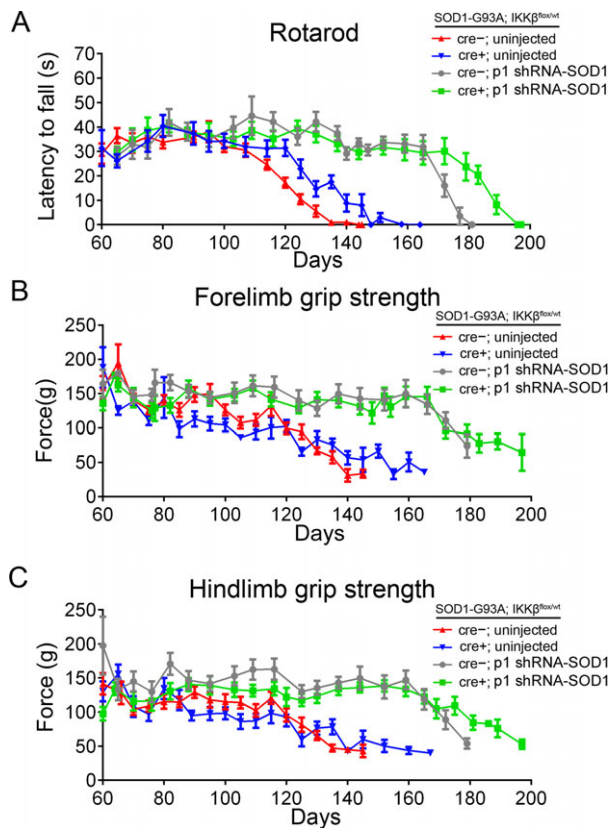 A
Rotarod
SOD1-G93A; IKKβflox/wt
cre−; uninjected
cre+; uninjected
cre−; p1 shRNA-SOD1
cre+; p1 shRNA-SOD1
Latency to fall (s)
70
60
50
40
30
20
10
0
60 80 100 120 140 160 180 200
Days
B
Forelimb grip strength
SOD1-G93A; IKKβflox/wt
cre−; uninjected
cre+; uninjected
cre−; p1 shRNA-SOD1
cre+; p1 shRNA-SOD1
Force(g)
250
200
150
100
50
0
60 80 100 120 140 160 180 200
Days
C
Hindlimb grip strength
SOD1-G93A; IKKβflox/wt
cre−; uninjected
cre+; uninjected
cre−; p1 shRNA-SOD1
cre+; p1 shRNA-SOD1
Force (g)
250
200
150
100
50
0
60 80 100 120 140 160 180 200
Days